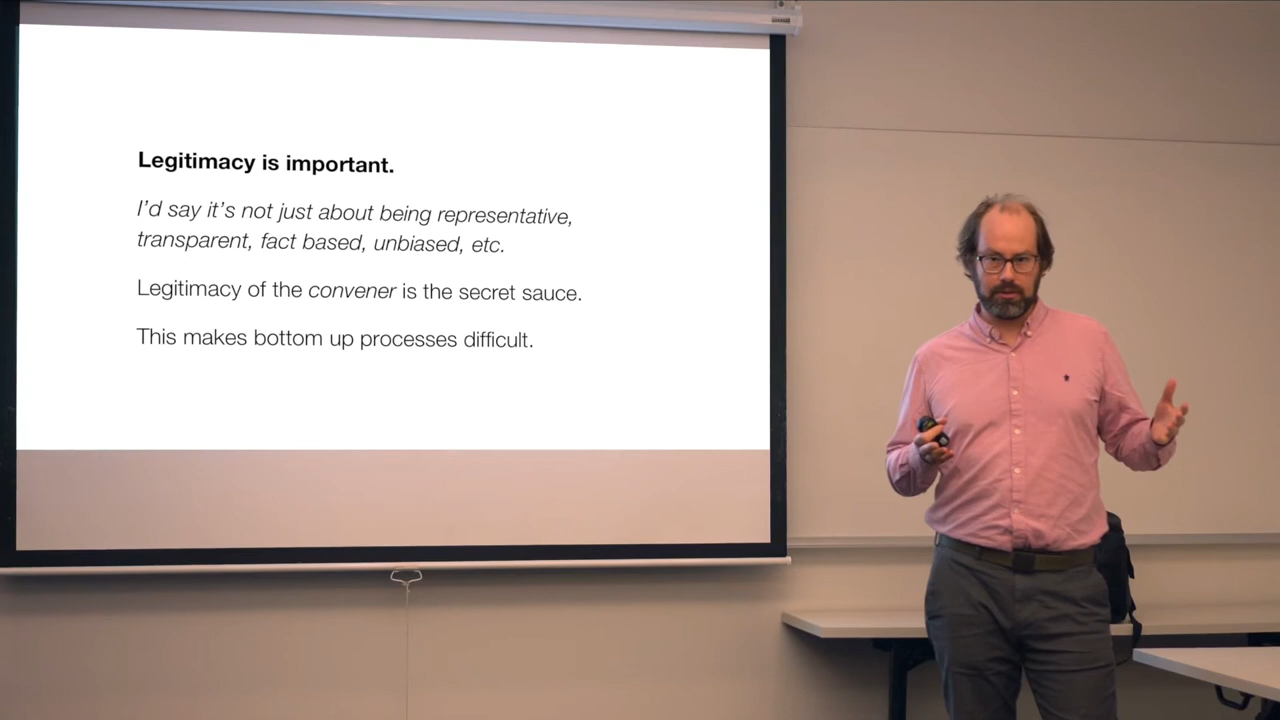 Legitimacy is important.
I’d say it’s not just about being representative,
transparent, fact based, unbiased, etc.
Legitimacy of the convener is the secret sauce.
This makes bottom up processes difficult.